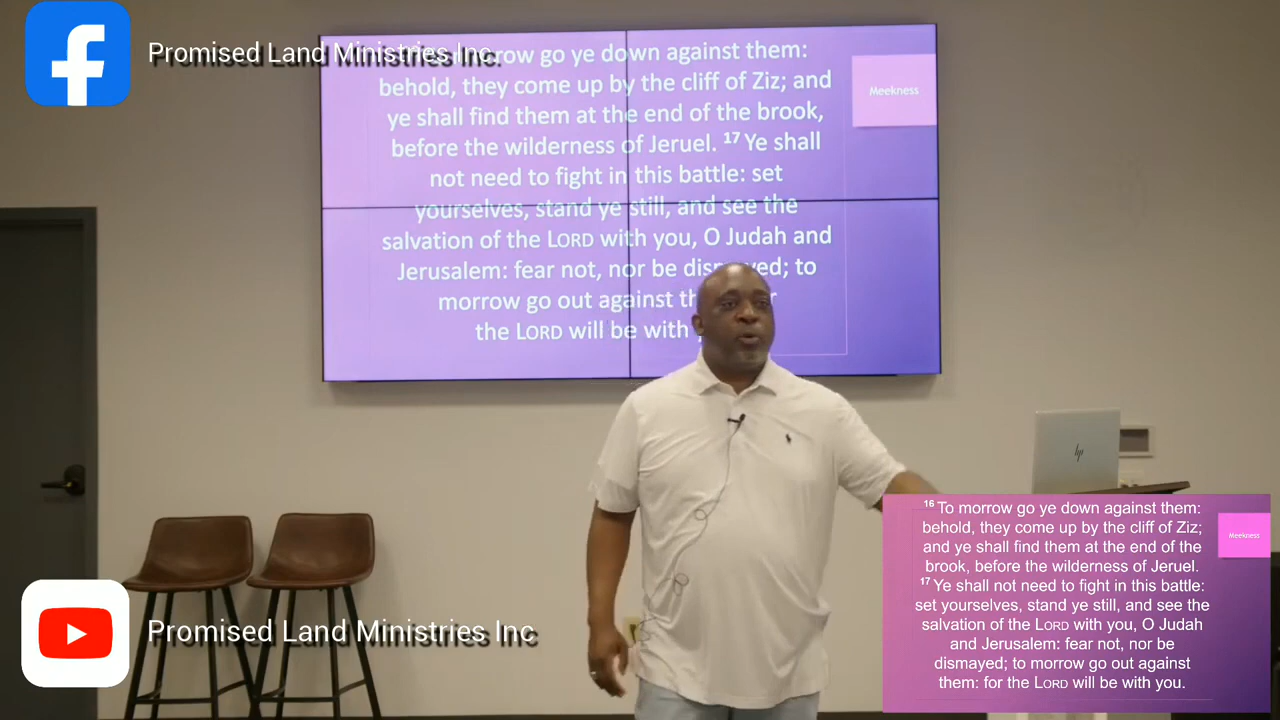 Promised Land Ministries Inc.
row go ye down against them:
behold, they come up by the cliff of Ziz; and
ye shall find them at the end of the brook,
before the wilderness of Jeruel. 17 Ye shall
not need to fight in this battle: set
yourselves, stand ye still, and see the
salvation of the LORD with you, O Judah and
Jerusalem: fear not, nor be dismayed; to
morrow go out against
the LORD will be with
Meekness
hp
16 To morrow go ye down against them:
behold, they come up by the cliff of Ziz;
and ye shall find them at the end of the
brook, before the wilderness of Jeruel.
17 Ye shall not need to fight in this battle:
set yourselves, stand ye still, and see the
salvation of the LORD with you, O Judah
and Jerusalem: fear not, nor be
dismayed; to morrow go out against
them: for the LORD will be with you.
Meekness
Promised Land Ministries Inc